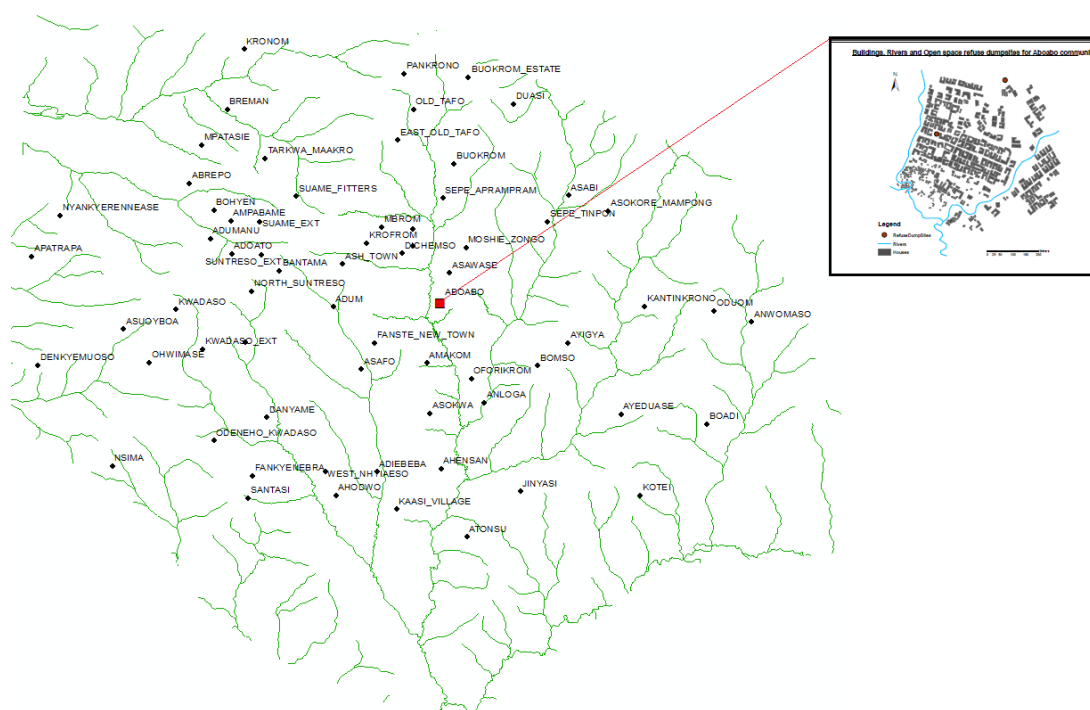 KRONOM
PANKRONO
BUOKROM_ESTATE
BREMAN
OLD_TAFO
DUASI
MPATASIE
EAST_OLD_TAFO
TARKWA_MAAKRO
BUOKROM
ABREPO
SUAME_FITTERS
SEPE_APRAMPRAM
ASABI
ASOKORE_MAMPONG
NYANKYERENNEASE
BOHYEN
AMPABAME
SUAME_EXT
MBROM
SEPE_TINPON
ADUMANU
KROFROM
APATRAPA
ADOATO
DICHEMSO
MOSHIE_ZONGO
SUNTRESO_EXT
BANTAMA
ASH_TOWN
ASAWASE
NORTH_SUNTRESO
ABOABO
KWADASO
ADUM
KANTINKRONO
ODUOM
ANWOMASO
ASUOYBOA
FANSTE_NEW_TOWN
AYIGYA
KWADASO_EXT
DENKYEMUOSO
OHWIMASE
ASAFO
AMAKOM
BOMSO
OFORIKROM
ANLOGA
DANYAME
ASOKWA
AYEDUASE
BOADI
ODENEHO_KWADASO
NSIMA
FANKYENEBRA
ADIEBEBA
AHENSAN
SANTASI
AHODWO
JINYASI
KOTEI
KAASI_VILLAGE
ATONSU
Buildings, Rivers and Open space refuse dumpsites for Aboabo communi
N
Legend
RefuseDumpSites
Rivers
Houses